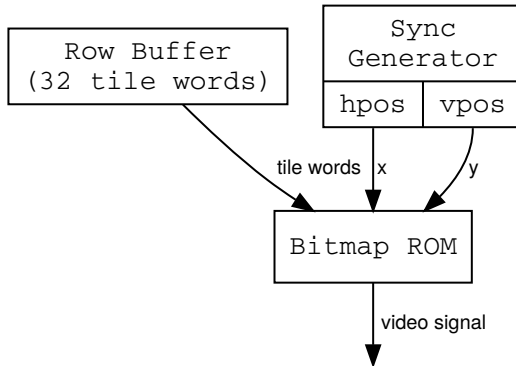 Row Buffer
(32 tile words)
Sync
Generator
hpos
vpos
tile words
x
y
Bitmap ROM
video signal